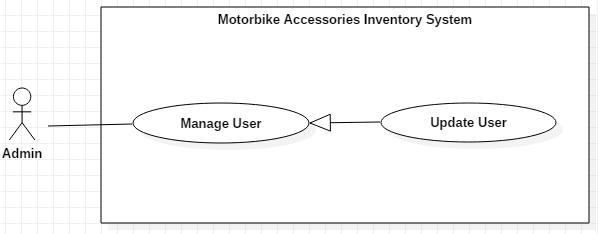 Motorbike Accessories Inventory System
Manage User
Update User
Admin